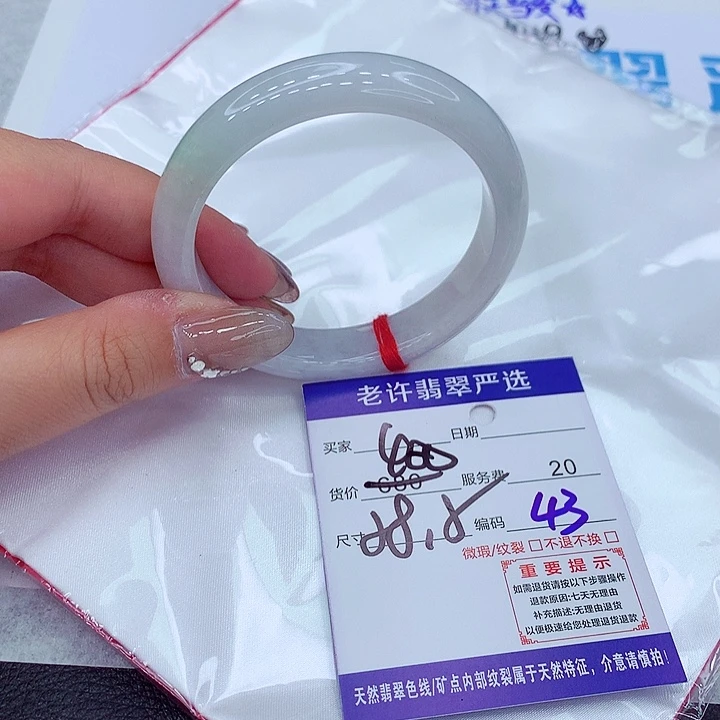 老许翡翠严选
买家 400 日期
货价 680 服务费 20
尺寸 58.5 编码 43
微瑕/纹裂 □不退不换 □
重要提示
如需退货请按以下步骤操作
退款原因:七天无理由
补充描述:无理由退货
以便极速给您处理退货退款
天然翡翠色线/矿点内部纹裂属于天然特征，介意请慎拍!